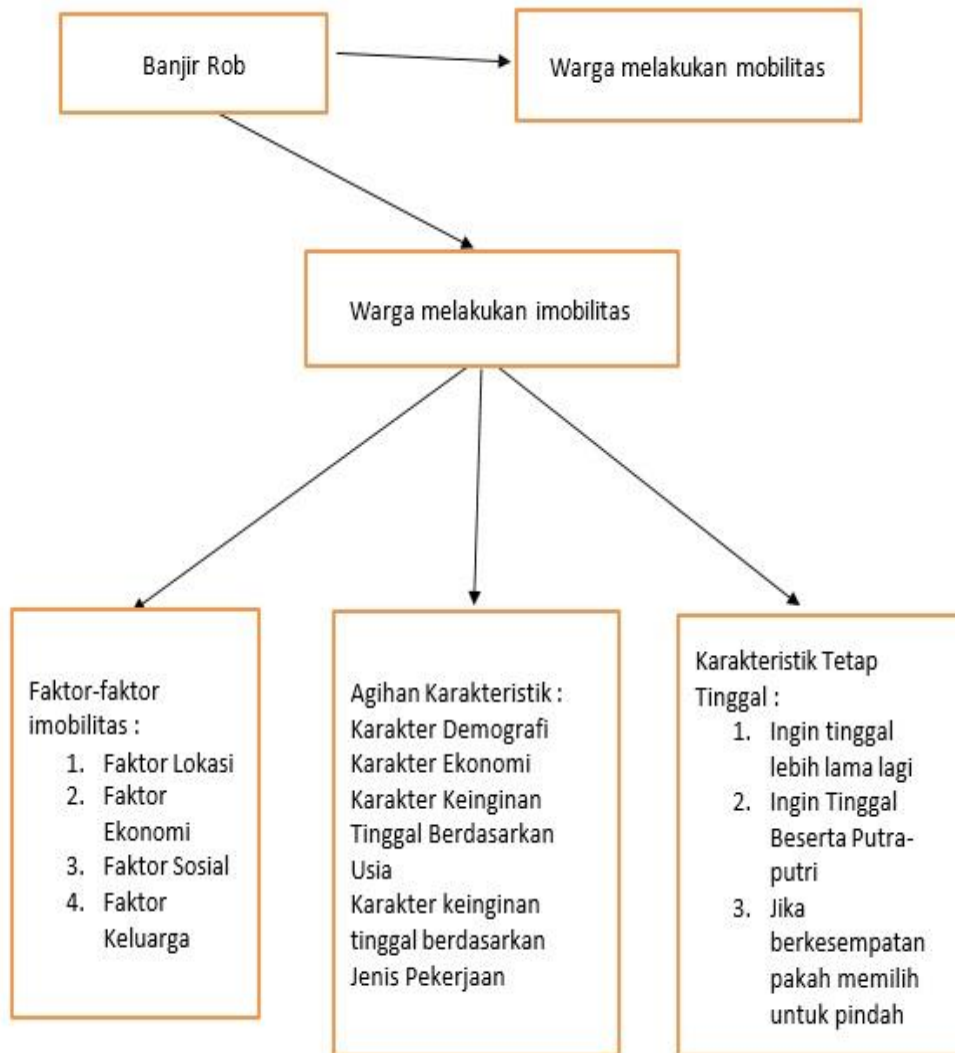 Banjir Rob
Warga melakukan mobilitas
Warga melakukan imobilitas
Faktor-faktor
imobilitas :
1. Faktor Lokasi
2. Faktor
Ekonomi
3. Faktor Sosial
4. Faktor
Keluarga
Agihan Karakteristik :
Karakter Demografi
Karakter Ekonomi
Karakter Keinginan
Tinggal Berdasarkan
Usia
Karakter keinginan
tinggal berdasarkan
Jenis Pekerjaan
Karakteristik Tetap
Tinggal :
1. Ingin tinggal
lebih lama lagi
2. Ingin Tinggal
Beserta Putra-
putri
3. Jika
berkesempatan
pakah memilih
untuk pindah